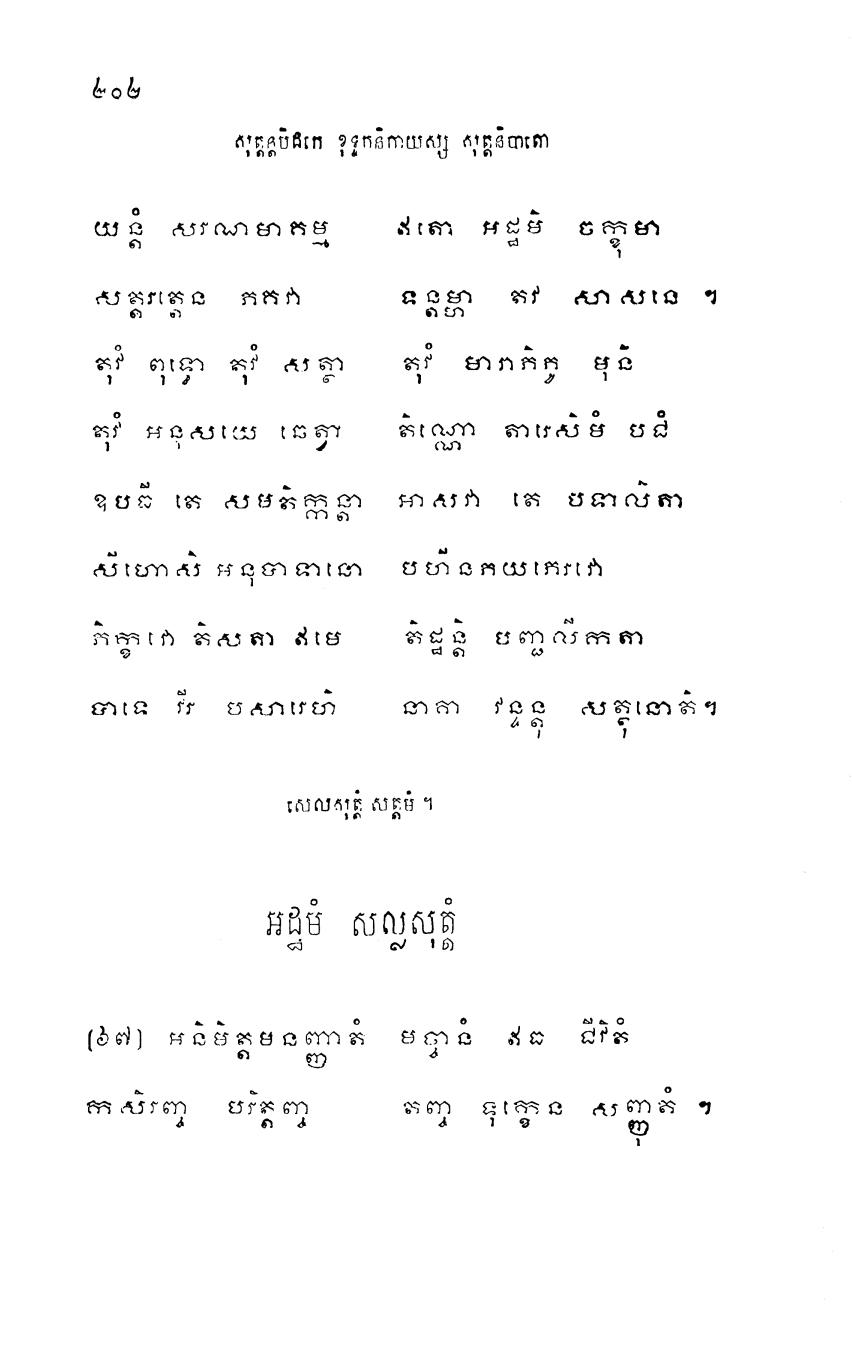 ២០២
សុត្តន្តបិដកេ ខុទ្ទកនិកាយស្ស សុត្តនិបាតោ
យន្តំ សរណមាគម្ម ឥតោ អដ្ឋមិ ចក្ខុមា
សត្តរត្តេន ភគវា ទន្តម្ហា តវ សាសនេ ។
តុវំ ពុទ្ធោ តុវំ សត្ថា តុវំ មារាភិភូ មុនិ
តុវំ អនុសយេ ឆេត្វា តិណ្ណោ តារេសិមំ បជំ
ឧបធី តេ សមតិក្កន្តា អាសវា តេ បទាលិតា
សីហោសិ អនុបាទានោ បហីនភយភេរវោ
ភិក្ខវោ តិសតា ឥមេ តិដ្ឋន្តិ បញ្ជលីកតា
បាទេ វីរ បសារេហិ នាគា វន្ទន្តុ សត្ថុនោតិ។
សេលសុត្តំ សត្តមំ ។
អដ្ឋមំ សល្លសុត្តំ
(៦៧) អនិមិត្តមនញ្ញាតំ មច្ចានំ ឥធ ជីវិតំ
កសិរញ្ច បរិត្តញ្ច តញ្ច ទុក្ខេន សញ្ញុតំ ។